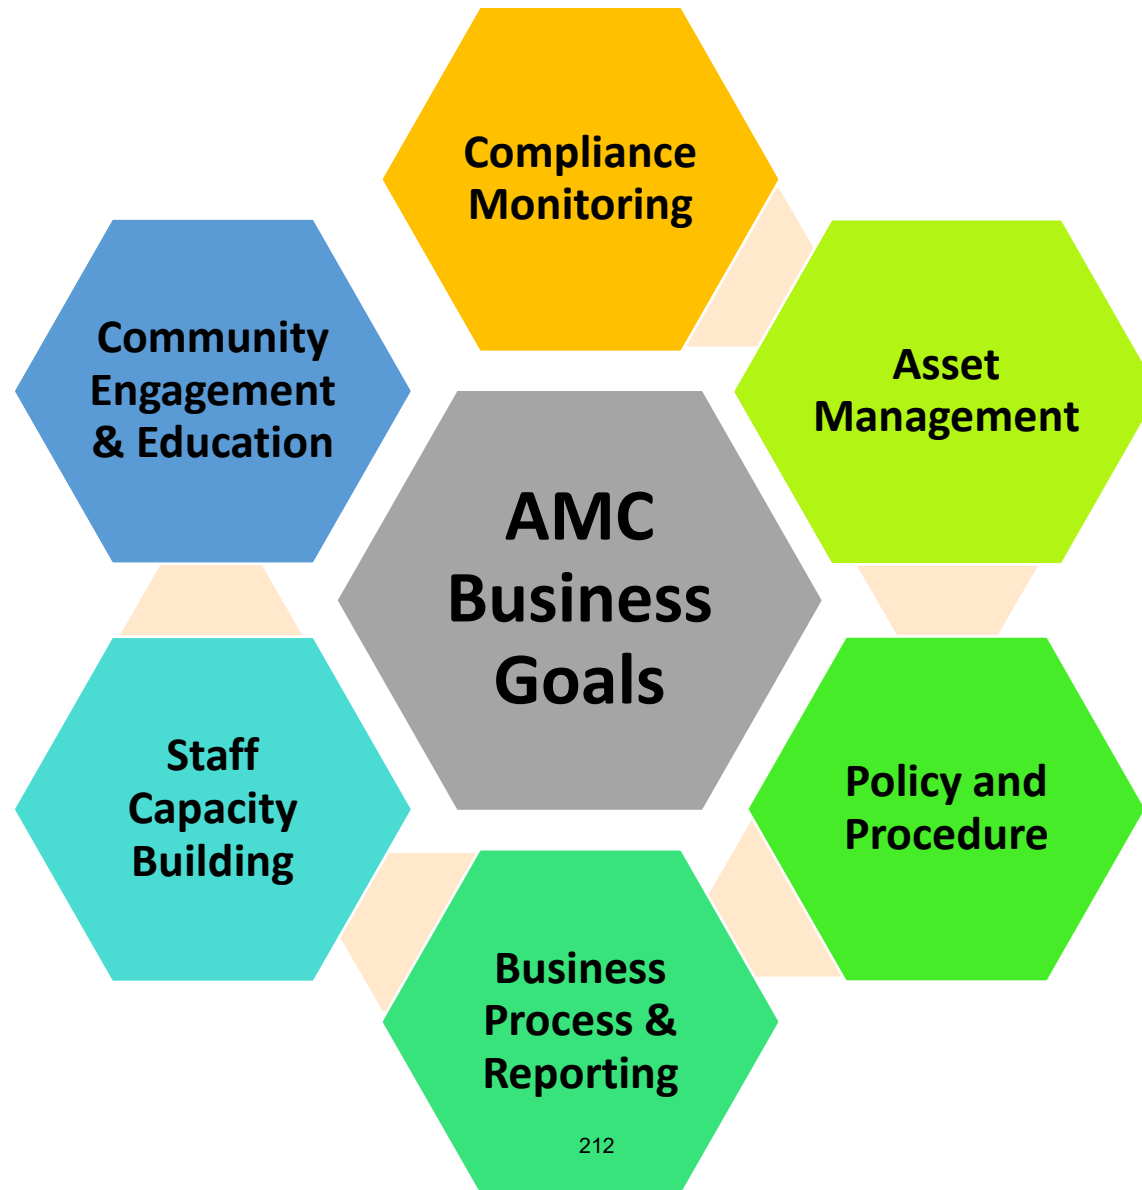 Compliance
Monitoring
Asset
Management
Policy and
Procedure
Business
Process &
Reporting
Staff
Capacity
Building
Community
Engagement
& Education
AMC
Business
Goals
212